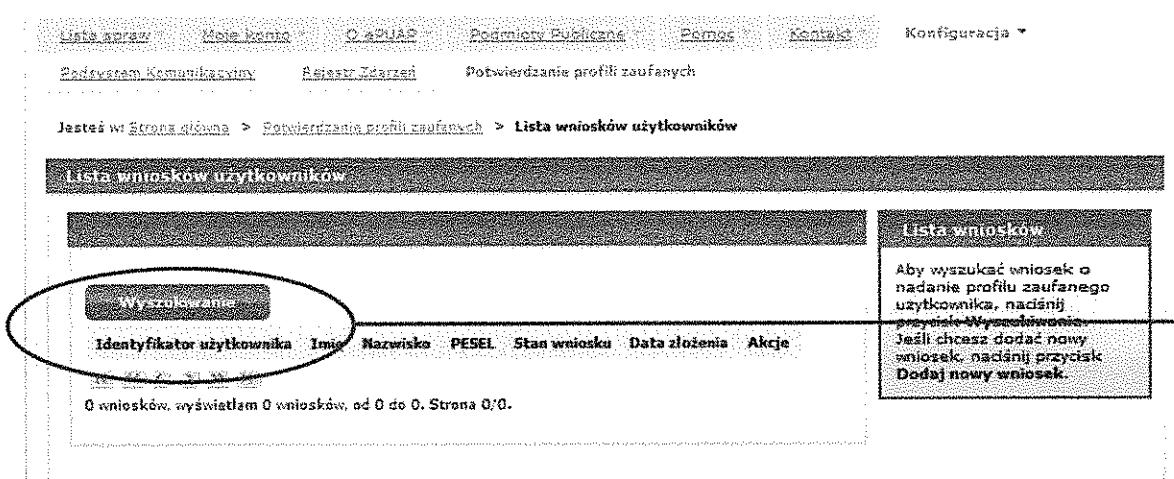 Lista spraw Moje konto O ePUAP Podmioty Publiczne Pomoc Kontakt Konfiguracja
Podsystem Komunikacyjny Rejestr Zdarzeń Potwierdzanie profili zaufanych
Jesteś w: Strona główna > Potwierdzanie profili zaufanych > Lista wniosków użytkowników
Lista wniosków użytkowników
Lista wniosków
Aby wyszukać wniosek o
nadanie profilu zaufanego
użytkownika, naciśnij
przycisk Wyszukiwanie.
Jeśli chcesz dodać nowy
wniosek, naciśnij przycisk
Dodaj nowy wniosek.
Wyszukiwanie
Identyfikator użytkownika Imię Nazwisko PESEL Stan wniosku Data złożenia Akcje
0 wniosków, wyświetlam 0 wniosków, od 0 do 0. Strona 0/0.